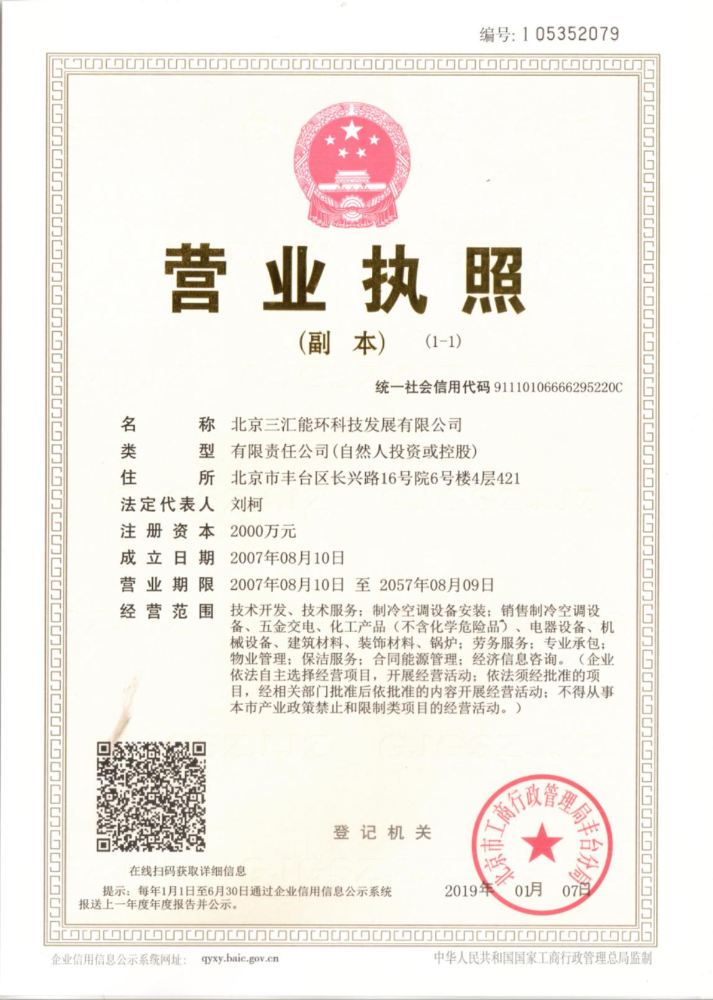 编号: 1 05352079
营业执照
(副 本) (1-1)
统一社会信用代码 91110106666295220C
名 称 北京三汇能环科技发展有限公司
类 型 有限责任公司(自然人投资或控股)
住 所 北京市丰台区长兴路16号院6号楼4层421
法定代表人 刘柯
注册资本 2000万元
成立日期 2007年08月10日
营业期限 2007年08月10日 至 2057年08月09日
经营范围 技术开发、技术服务；制冷空调设备安装；销售制冷空调设
备、五金交电、化工产品（不含化学危险品）、电器设备、机
械设备、建筑材料、装饰材料、锅炉；劳务服务；专业承包；
物业管理；保洁服务；合同能源管理；经济信息咨询。（企业
依法自主选择经营项目，开展经营活动；依法须经批准的项
目，经相关部门批准后依批准的内容开展经营活动；不得从事
本市产业政策禁止和限制类项目的经营活动。）
登记机关
北京市工商行政管理局丰台分局
2019年 01月 07日
在线扫码获取详细信息
提示：每年1月1日至6月30日通过企业信用信息公示系统
报送上一年度年度报告并公示。
企业信用信息公示系统网址： qyxy.baic.gov.cn
中华人民共和国国家工商行政管理总局监制